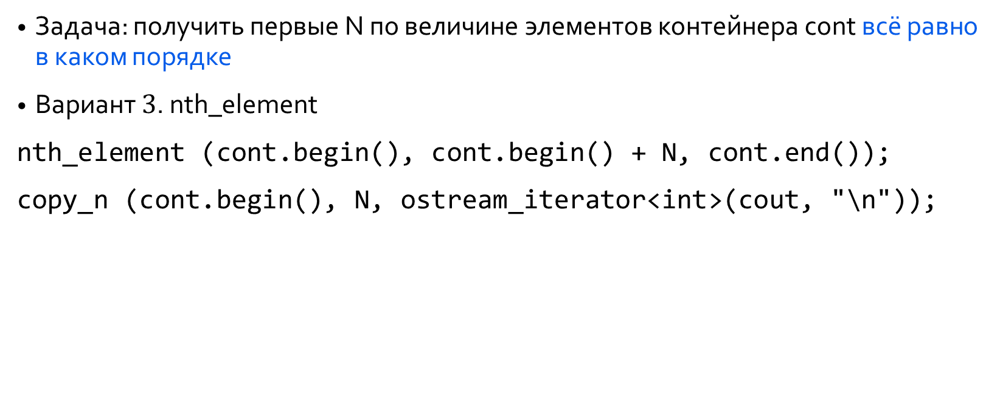 • Задача: получить первые N по величине элементов контейнера cont всё равно
в каком порядке
• Вариант 3. nth_element
nth_element (cont.begin(), cont.begin() + N, cont.end());
copy_n (cont.begin(), N, ostream_iterator<int>(cout, "\n"));